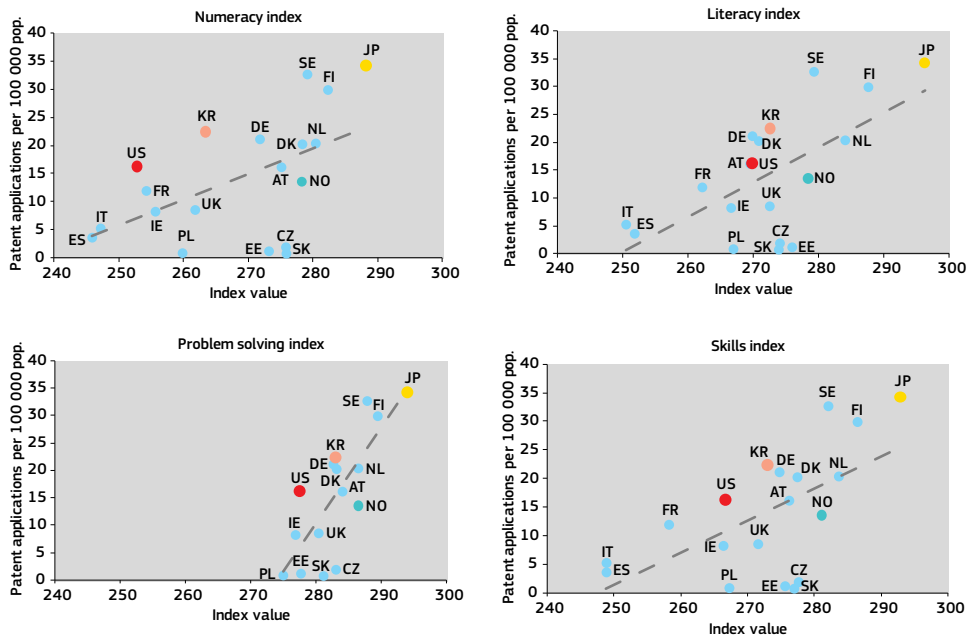 Numeracy index
Patent applications per 100 000 pop.
40
35
30
25
20
15
10
5
0
JP
SE
FI
KR
DE
DK
NL
US
AT
NO
FR
IT
IE
UK
ES
PL
EE
CZ
SK
240
250
260
270
280
290
300
Index value
Literacy index
Patent applications per 100 000 pop.
40
35
30
25
20
15
10
5
0
JP
SE
FI
KR
DE
DK
NL
AT
US
FR
NO
IE
UK
IT
ES
CZ
PL
SK
EE
240
250
260
270
280
290
300
Index value
Problem solving index
Patent applications per 100 000 pop.
40
35
30
25
20
15
10
5
0
JP
SE
FI
KR
DE
NL
US
DK
AT
NO
IE
UK
EE
SK
CZ
PL
240
250
260
270
280
290
300
Index value
Skills index
Patent applications per 100 000 pop.
40
35
30
25
20
15
10
5
0
JP
SE
FI
KR
DE
DK
NL
US
AT
NO
FR
UK
IE
IT
ES
PL
CZ
EE
SK
240
250
260
270
280
290
300
Index value